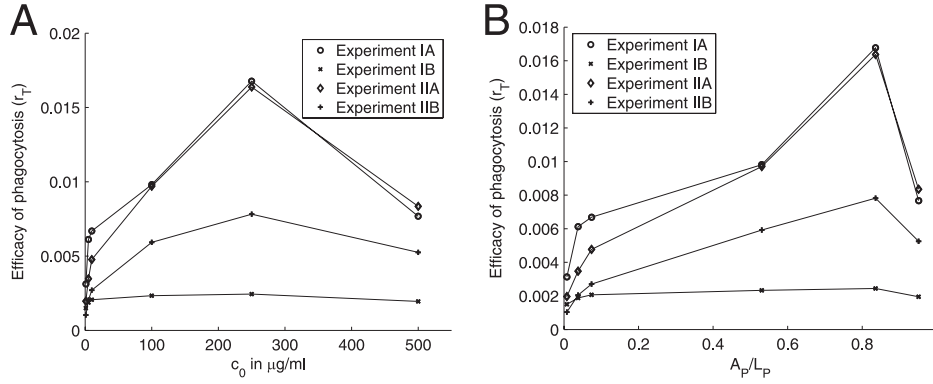 A
Efficacy of phagocytosis (r_T)
0.02
0.015
0.01
0.005
0
0
100
200
300
400
500
c_0 in μg/ml
Experiment IA
Experiment IB
Experiment IIA
Experiment IIB
B
Efficacy of phagocytosis (r_T)
0.018
0.016
0.014
0.012
0.01
0.008
0.006
0.004
0.002
0
0
0.2
0.4
0.6
0.8
A_P/L_P
Experiment IA
Experiment IB
Experiment IIA
Experiment IIB